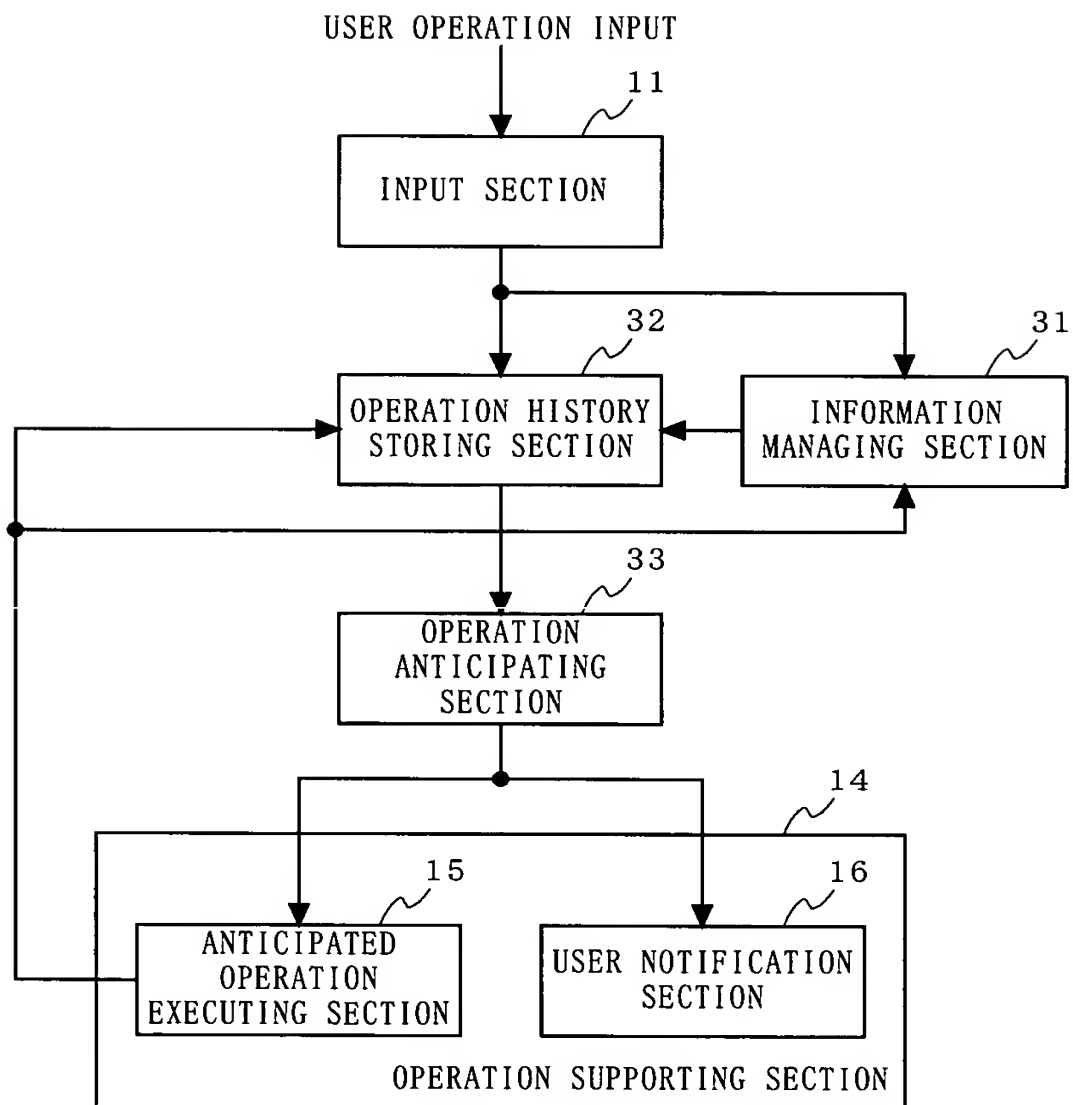 USER OPERATION INPUT
11
INPUT SECTION
32
31
OPERATION HISTORY
STORING SECTION
INFORMATION
MANAGING SECTION
33
OPERATION
ANTICIPATING
SECTION
14
15
16
ANTICIPATED
OPERATION
EXECUTING SECTION
USER NOTIFICATION
SECTION
OPERATION SUPPORTING SECTION